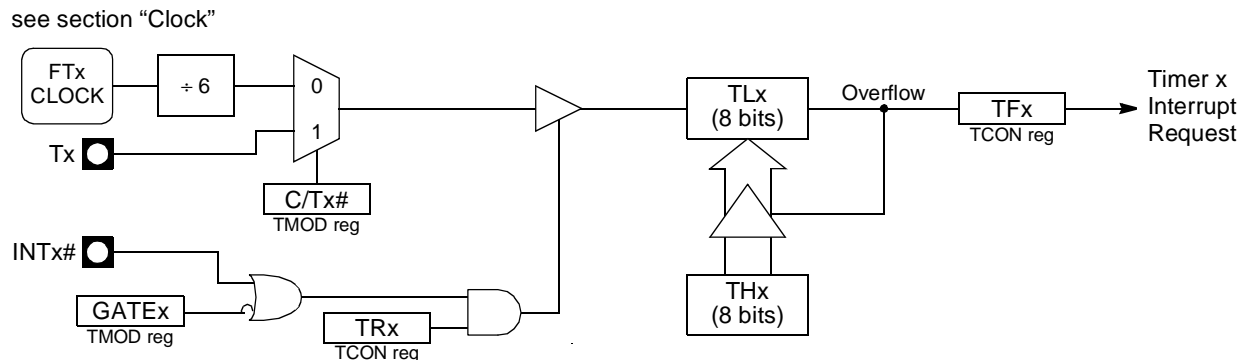 see section “Clock”
FTx
CLOCK
÷ 6
0
1
Tx
C/Tx#
TMOD reg
INTx#
GATEx
TMOD reg
TRx
TCON reg
TLx
(8 bits)
THx
(8 bits)
Overflow
TFx
TCON reg
Timer x
Interrupt
Request